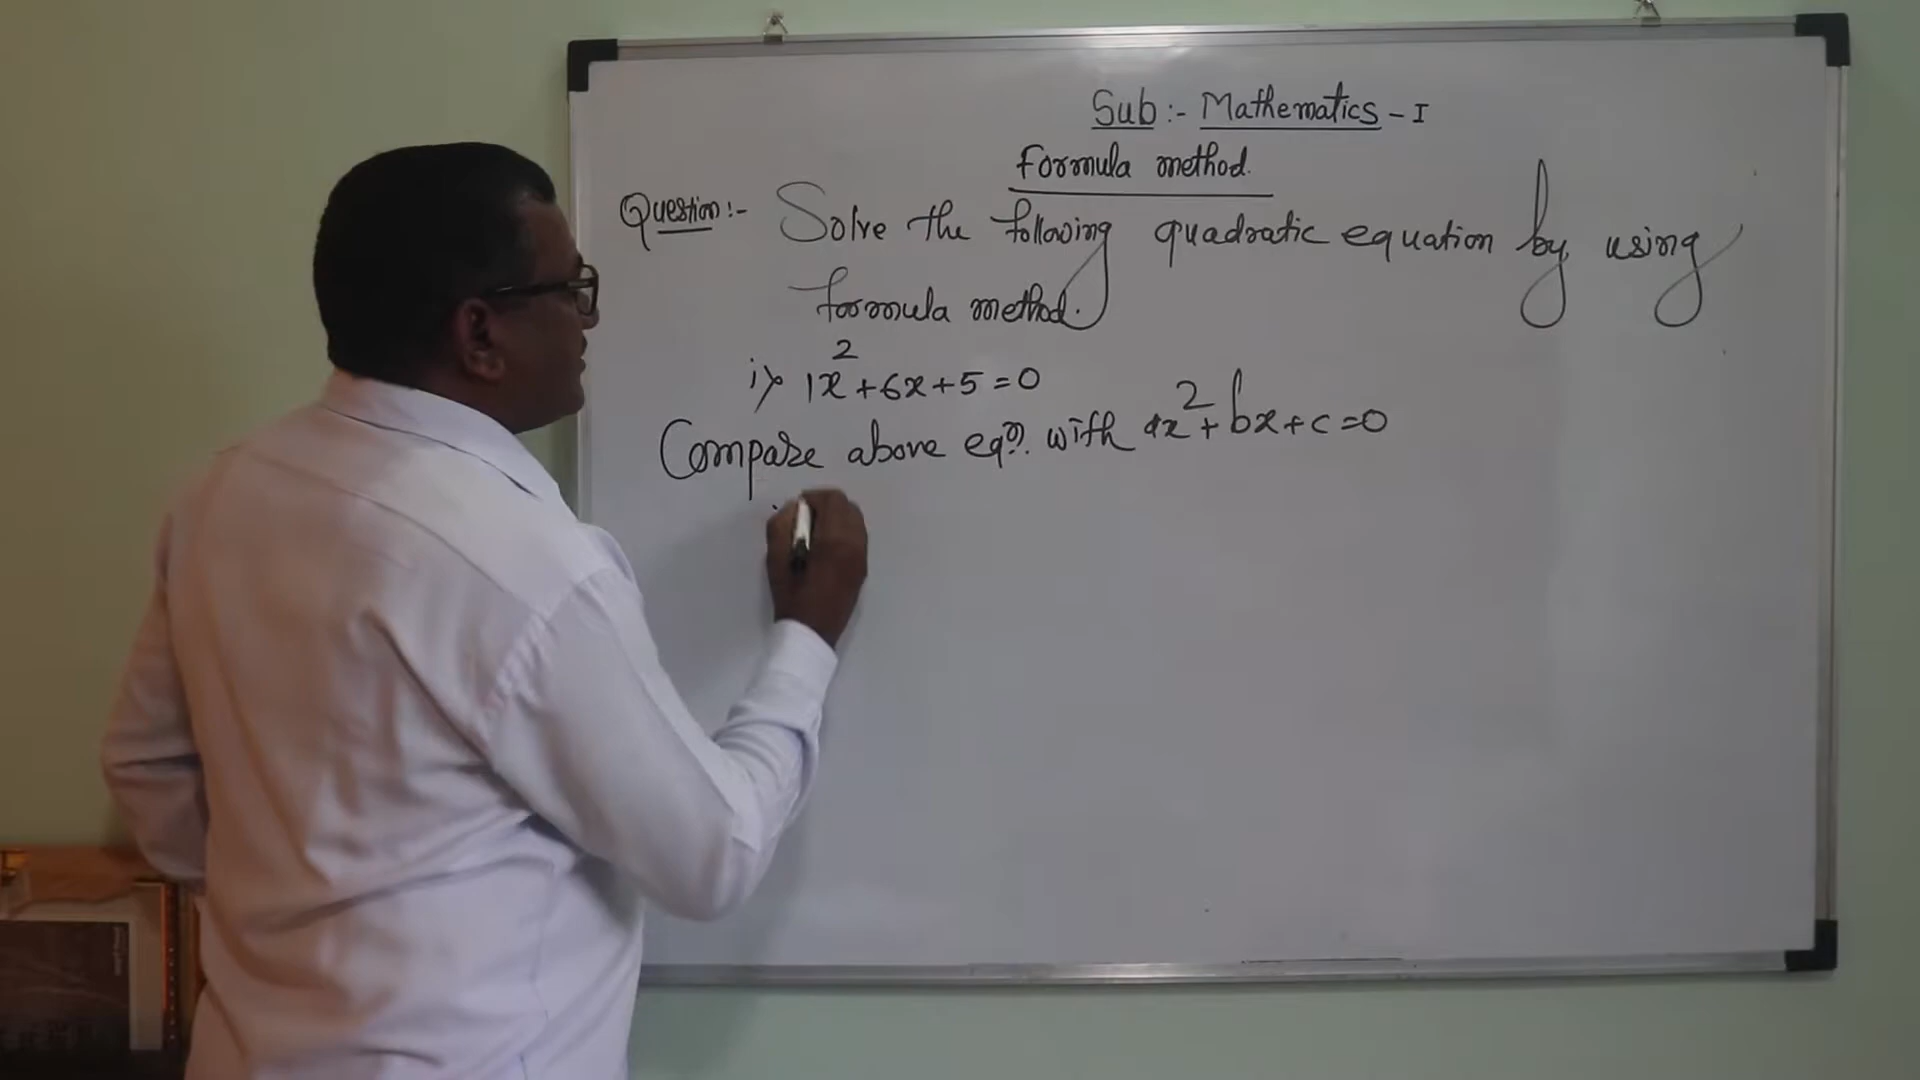 Sub:- Mathematics - I
Formula method.
Question:- Solve the following quadratic equation by using
formula method.
i) 1x²+6x+5=0
Compare above eqn. with ax²+bx+c=0